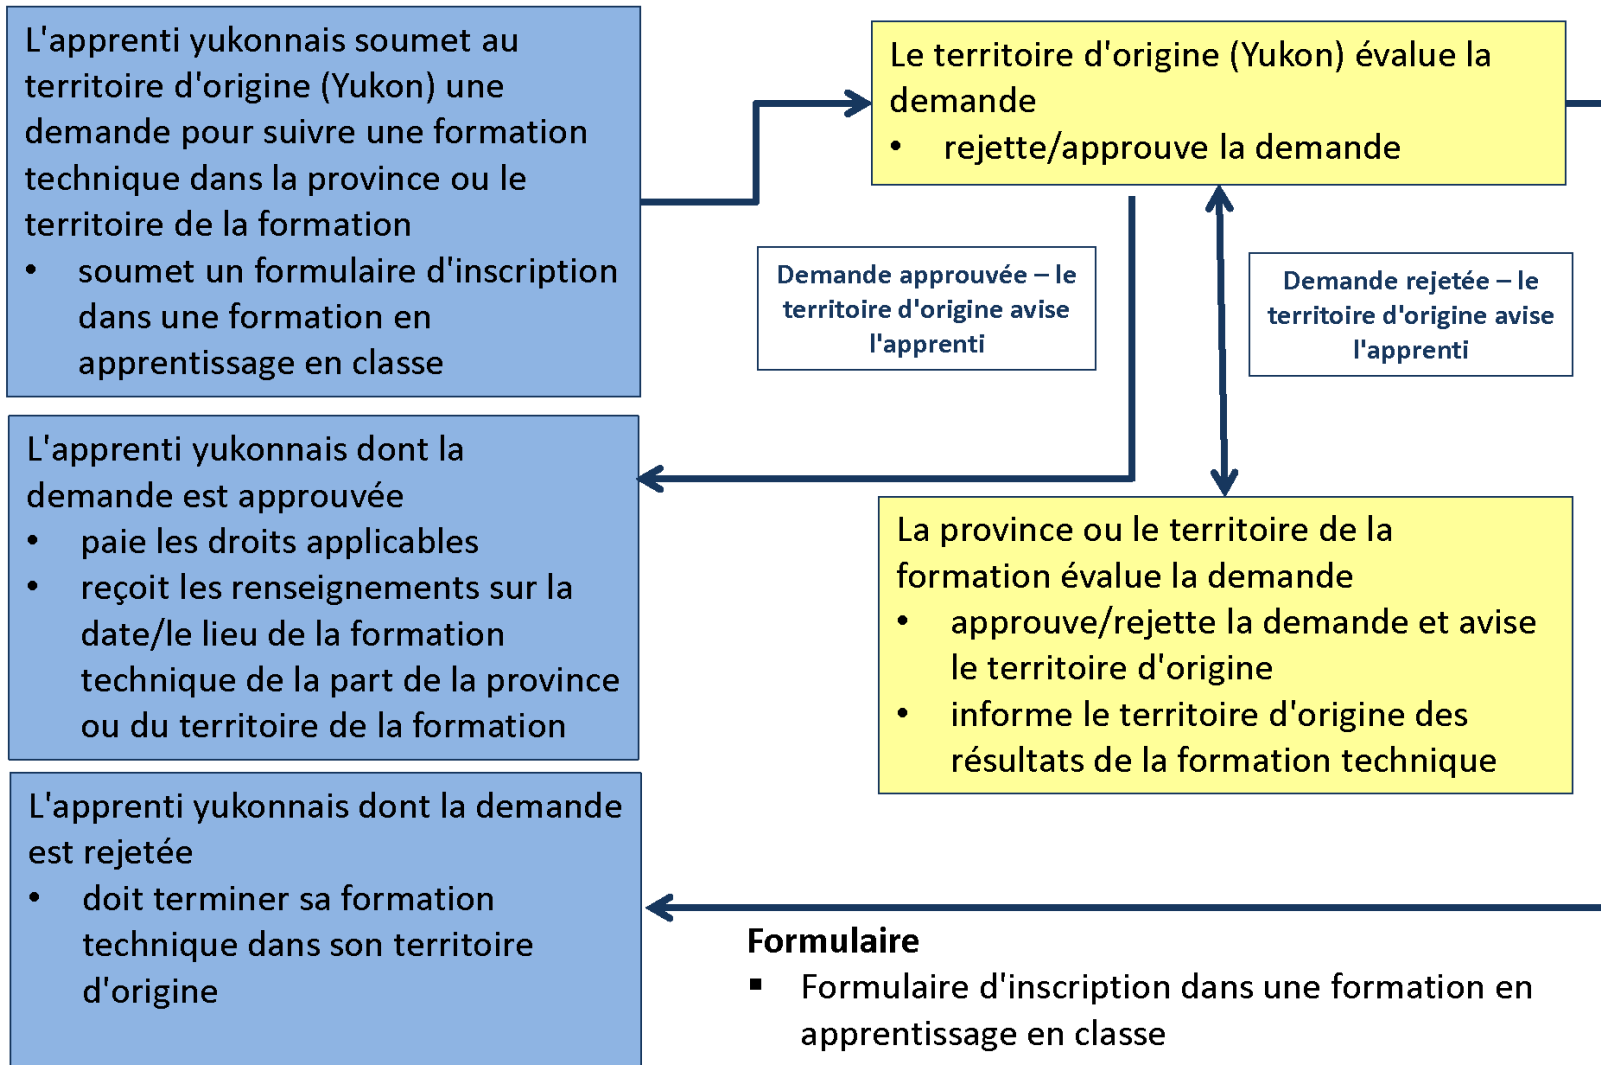 L'apprenti yukonnais soumet au
territoire d'origine (Yukon) une
demande pour suivre une formation
technique dans la province ou le
territoire de la formation
• soumet un formulaire d'inscription
dans une formation en
apprentissage en classe
Le territoire d'origine (Yukon) évalue la
demande
• rejette/approuve la demande
Demande approuvée – le
territoire d'origine avise
l'apprenti
Demande rejetée – le
territoire d'origine avise
l'apprenti
L'apprenti yukonnais dont la
demande est approuvée
• paie les droits applicables
• reçoit les renseignements sur la
date/le lieu de la formation
technique de la part de la province
ou du territoire de la formation
La province ou le territoire de la
formation évalue la demande
• approuve/rejette la demande et avise
le territoire d'origine
• informe le territoire d'origine des
résultats de la formation technique
L'apprenti yukonnais dont la demande
est rejetée
• doit terminer sa formation
technique dans son territoire
d'origine
Formulaire
▪ Formulaire d'inscription dans une formation en
apprentissage en classe